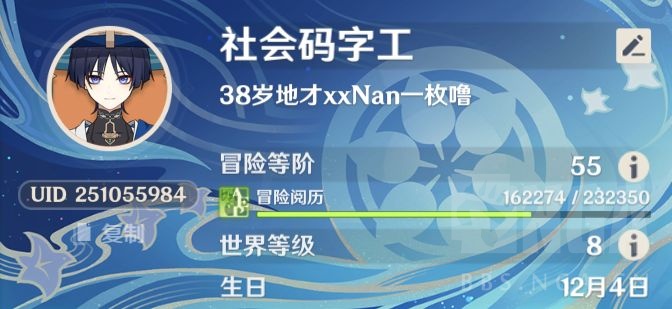 社会码字工
38岁地才xxNan一枚噜
冒险等阶 55
UID 251055984
冒险阅历 162274 / 232350
复制
世界等级 8
生日 12月4日